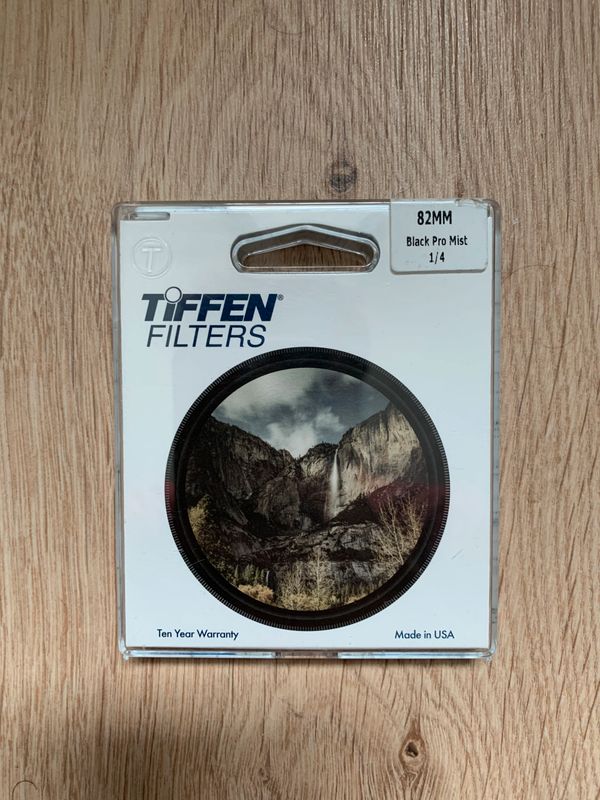 82MM
Black Pro Mist
1/4
T
TiFFEN®
FILTERS
Ten Year Warranty
Made in USA